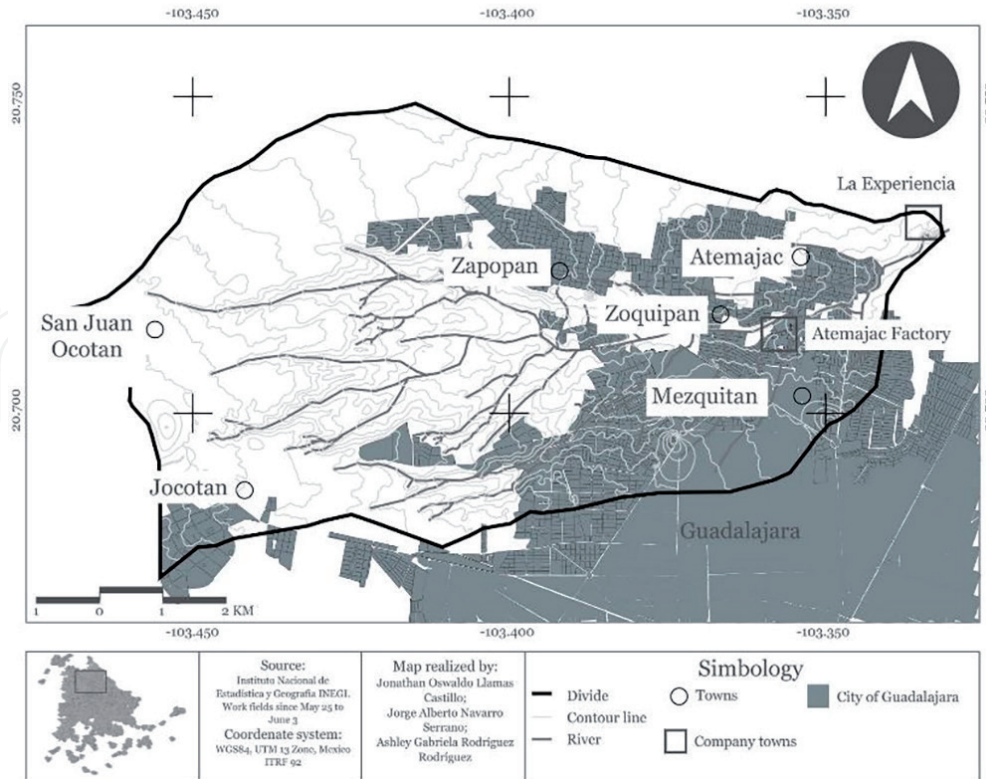 -103.450
-103.400
-103.350
20.750
La Experiencia
Zapopan
Atemajac
San Juan
Ocotan
Zoquipan
Atemajac Factory
20.700
Mezquitan
Jocotan
Guadalajara
1 0 1 2 KM
-103.450
-103.400
-103.350
Source:
Instituto Nacional de
Estadística y Geografia INEGI.
Work fields since May 25 to
June 3
Coordenate system:
WGS84, UTM 13 Zone, Mexico
ITRF 92
Map realized by:
Jonathan Oswaldo Llamas
Castillo;
Jorge Alberto Navarro
Serrano;
Ashley Gabriela Rodriguez
Rodriguez
Simbology
Divide
Contour line
River
Towns
Company towns
City of Guadalajara